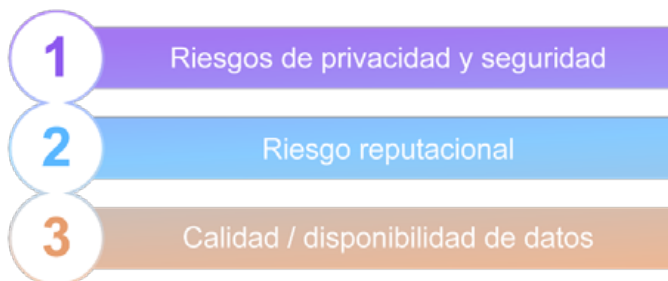 1 Riesgos de privacidad y seguridad
2 Riesgo reputacional
3 Calidad / disponibilidad de datos